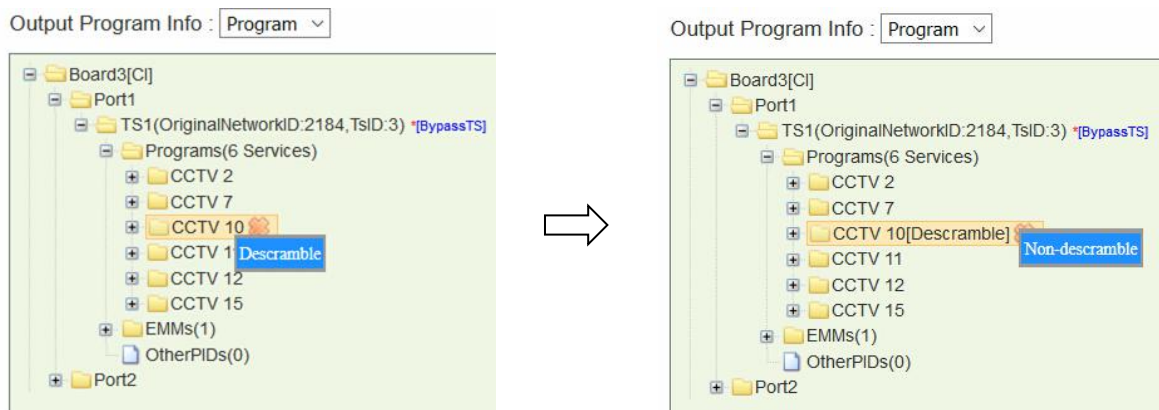 Output Program Info : Program
Board3[CI]
Port1
TS1(OriginalNetworkID:2184,TsID:3) *[BypassTS]
Programs(6 Services)
CCTV 2
CCTV 7
CCTV 10
Descramble
CCTV 1
CCTV 12
CCTV 15
EMMs(1)
OtherPIDs(0)
Port2
Output Program Info : Program
Board3[CI]
Port1
TS1(OriginalNetworkID:2184,TsID:3) *[BypassTS]
Programs(6 Services)
CCTV 2
CCTV 7
CCTV 10[Descramble]
Non-descramble
CCTV 11
CCTV 12
CCTV 15
EMMs(1)
OtherPIDs(0)
Port2